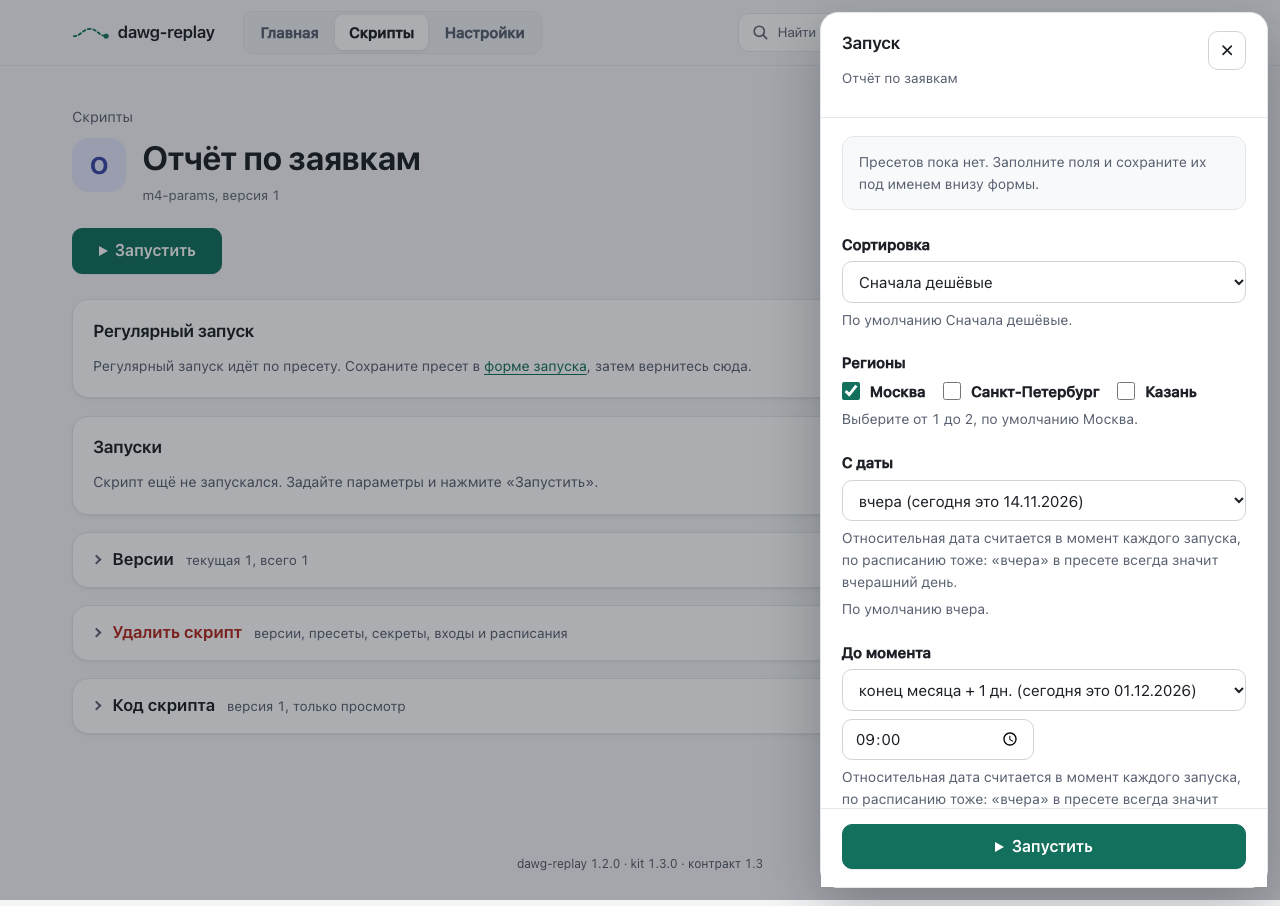 dawg-replay
Главная
Скрипты
Настройки
Найти
Скрипты
О
Отчёт по заявкам
m4-params, версия 1
Запустить
Регулярный запуск
Регулярный запуск идёт по пресету. Сохраните пресет в форме запуска, затем вернитесь сюда.
Запуски
Скрипт ещё не запускался. Задайте параметры и нажмите «Запустить».
Версии текущая 1, всего 1
Удалить скрипт версии, пресеты, секреты, входы и расписания
Код скрипта версия 1, только просмотр
dawg-replay 1.2.0 · kit 1.3.0 · контракт 1.3
Запуск
Отчёт по заявкам
Пресетов пока нет. Заполните поля и сохраните их
под именем внизу формы.
Сортировка
Сначала дешёвые
По умолчанию Сначала дешёвые.
Регионы
Москва Санкт-Петербург Казань
Выберите от 1 до 2, по умолчанию Москва.
С даты
вчера (сегодня это 14.11.2026)
Относительная дата считается в момент каждого запуска,
по расписанию тоже: «вчера» в пресете всегда значит
вчерашний день.
По умолчанию вчера.
До момента
конец месяца + 1 дн. (сегодня это 01.12.2026)
09:00
Относительная дата считается в момент каждого запуска,
по расписанию тоже: «вчера» в пресете всегда значит
Запустить